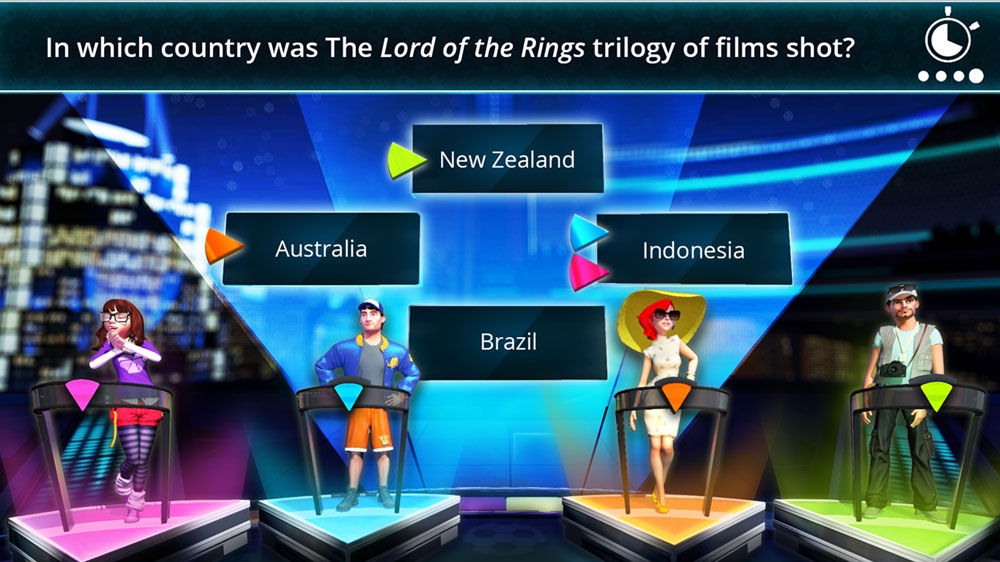 In which country was The Lord of the Rings trilogy of films shot?
New Zealand
Australia
Indonesia
Brazil